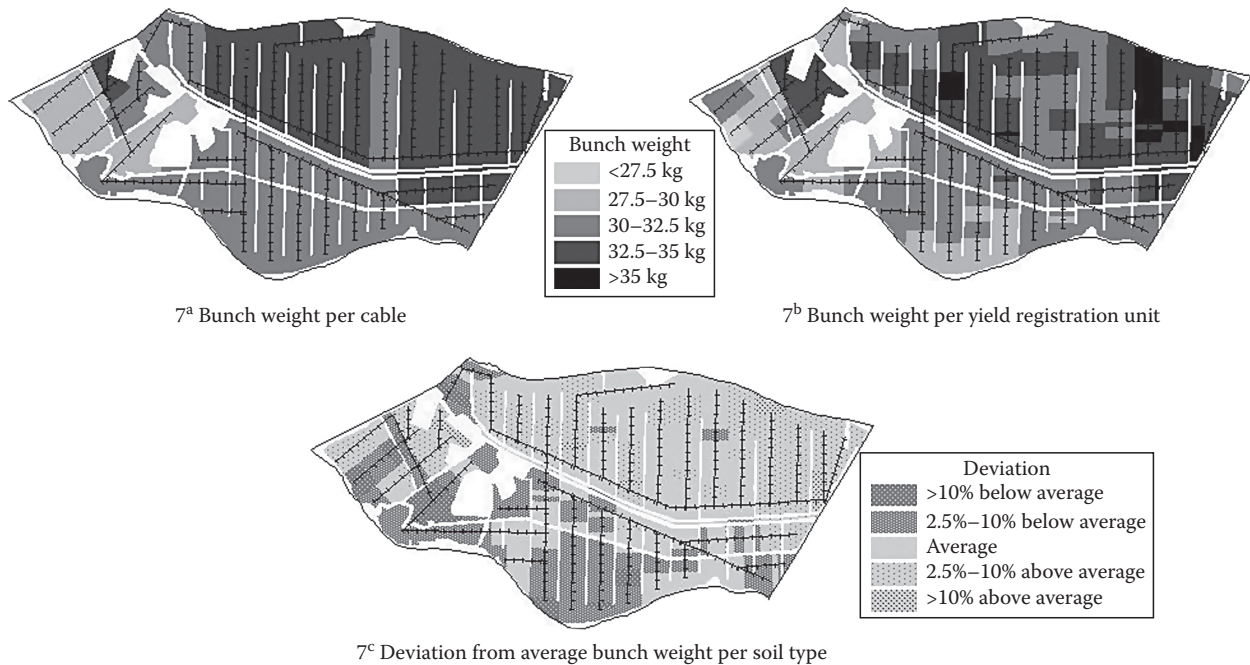 Bunch weight
<27.5 kg
27.5–30 kg
30–32.5 kg
32.5–35 kg
>35 kg
7ᵃ Bunch weight per cable
7ᵇ Bunch weight per yield registration unit
Deviation
>10% below average
2.5%–10% below average
Average
2.5%–10% above average
>10% above average
7ᶜ Deviation from average bunch weight per soil type